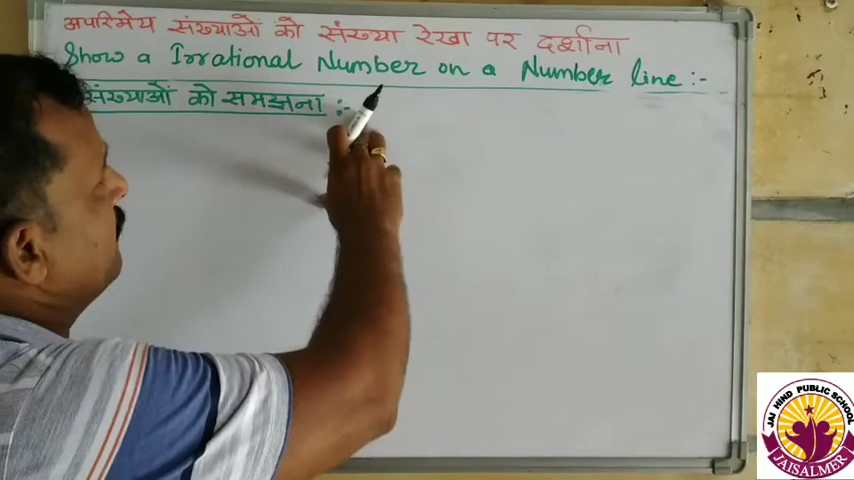 अपरिमेय संख्याओं को संख्या रेखा पर दर्शाना
Show a Irrational Number on a Number line :-
संख्याओं को समझना :-
JAI HIND PUBLIC SCHOOL
JAISALMER